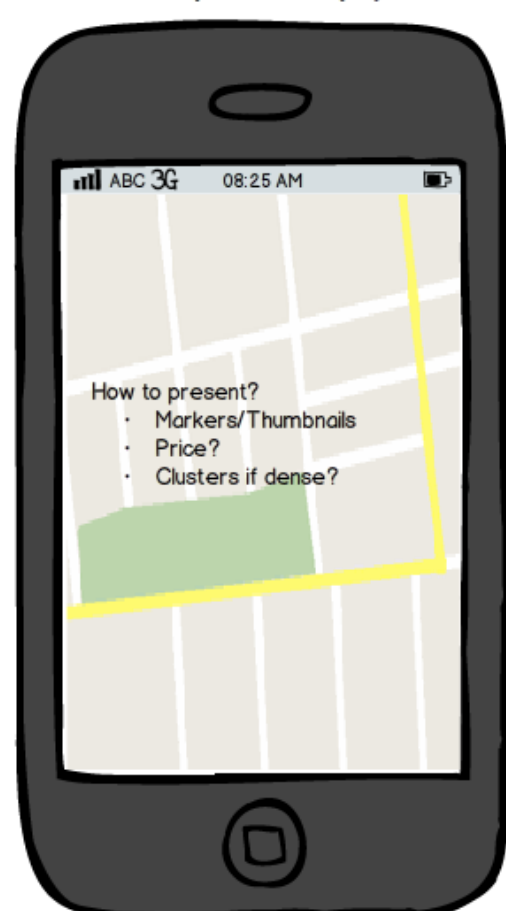 ABC 3G 08:25 AM
How to present?
· Markers/Thumbnails
· Price?
· Clusters if dense?